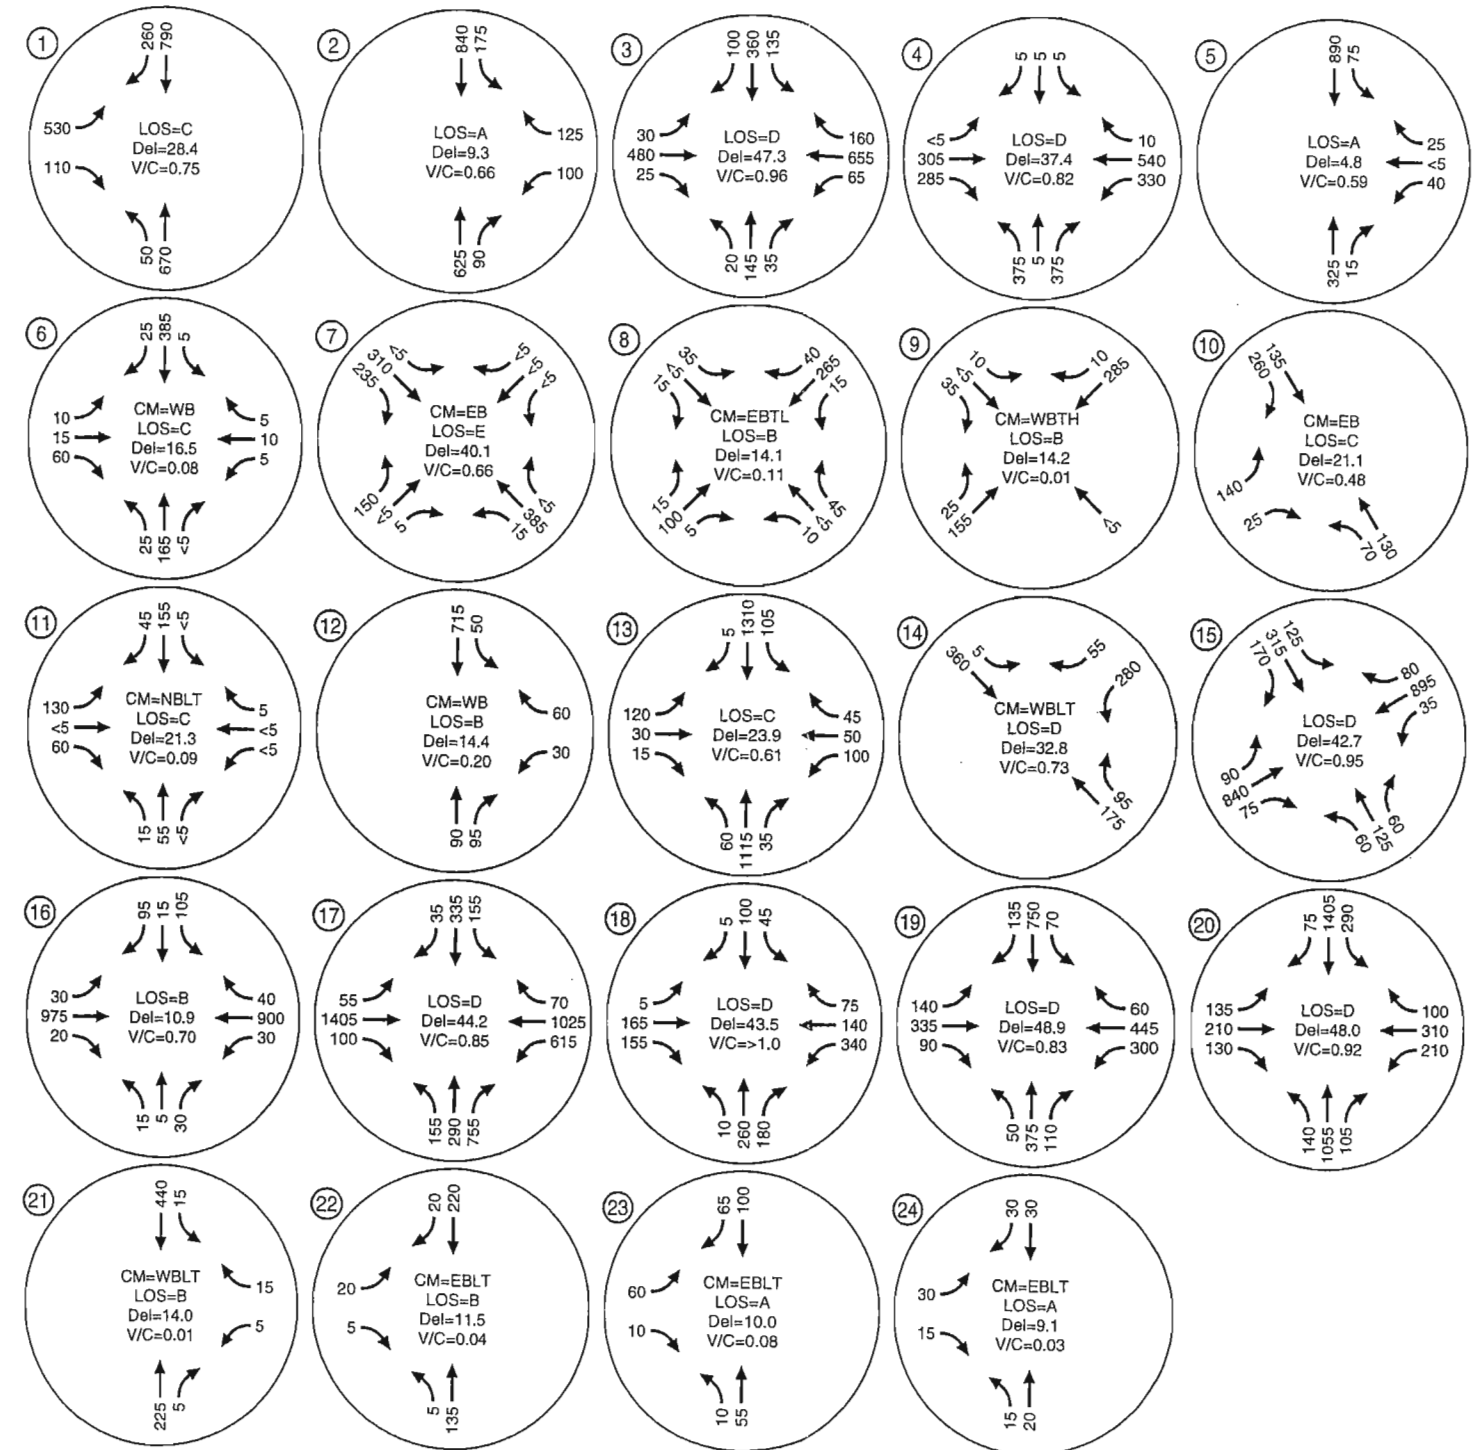 1
260 790
530
110
LOS=C
Del=28.4
V/C=0.75
50 670
2
840 175
LOS=A
Del=9.3
V/C=0.66
125
100
625 90
3
100 360 135
30
480
25
LOS=D
Del=47.3
V/C=0.96
160
655
65
20 145 35
4
5 5 5
<5
305
285
LOS=D
Del=37.4
V/C=0.82
10
540
330
375 5 375
5
890 75
LOS=A
Del=4.8
V/C=0.59
25
<5
40
325 15
6
25 385 5
10
15
60
CM=WB
LOS=C
Del=16.5
V/C=0.08
5
10
5
25 165 <5
7
<5
310
235
<5
<5
<5
CM=EB
LOS=E
Del=40.1
V/C=0.66
150
<5
5
<5
385
15
8
35
<5
15
40
265
15
CM=EBTL
LOS=B
Del=14.1
V/C=0.11
15
100
5
45
<5
10
9
10
<5
35
10
285
CM=WBTH
LOS=B
Del=14.2
V/C=0.01
25
155
<5
10
135
260
CM=EB
LOS=C
Del=21.1
V/C=0.48
140
25
130
70
11
45 155 <5
130
<5
60
CM=NBLT
LOS=C
Del=21.3
V/C=0.09
5
<5
<5
15 55 <5
12
715 50
CM=WB
LOS=B
Del=14.4
V/C=0.20
60
30
90 95
13
5 1310 105
120
30
15
LOS=C
Del=23.9
V/C=0.61
45
50
100
60 1115 35
14
5
360
55
280
CM=WBLT
LOS=D
Del=32.8
V/C=0.73
95
175
15
125
315
170
80
895
35
LOS=D
Del=42.7
V/C=0.95
90
840
75
60
125
60
16
95 15 105
30
975
20
LOS=B
Del=10.9
V/C=0.70
40
900
30
15 5 30
17
35 335 155
55
1405
100
LOS=D
Del=44.2
V/C=0.85
70
1025
615
155 290 755
18
5 100 45
5
165
155
LOS=D
Del=43.5
V/C=>1.0
75
140
340
10 260 180
19
135 750 70
140
335
90
LOS=D
Del=48.9
V/C=0.83
60
445
300
50 375 110
20
75 1405 290
135
210
130
LOS=D
Del=48.0
V/C=0.92
100
310
210
140 1055 105
21
440 15
CM=WBLT
LOS=B
Del=14.0
V/C=0.01
15
5
225 5
22
20 220
20
5
CM=EBLT
LOS=B
Del=11.5
V/C=0.04
5 135
23
65 100
60
10
CM=EBLT
LOS=A
Del=10.0
V/C=0.08
10 55
24
30 30
30
15
CM=EBLT
LOS=A
Del=9.1
V/C=0.03
15 20